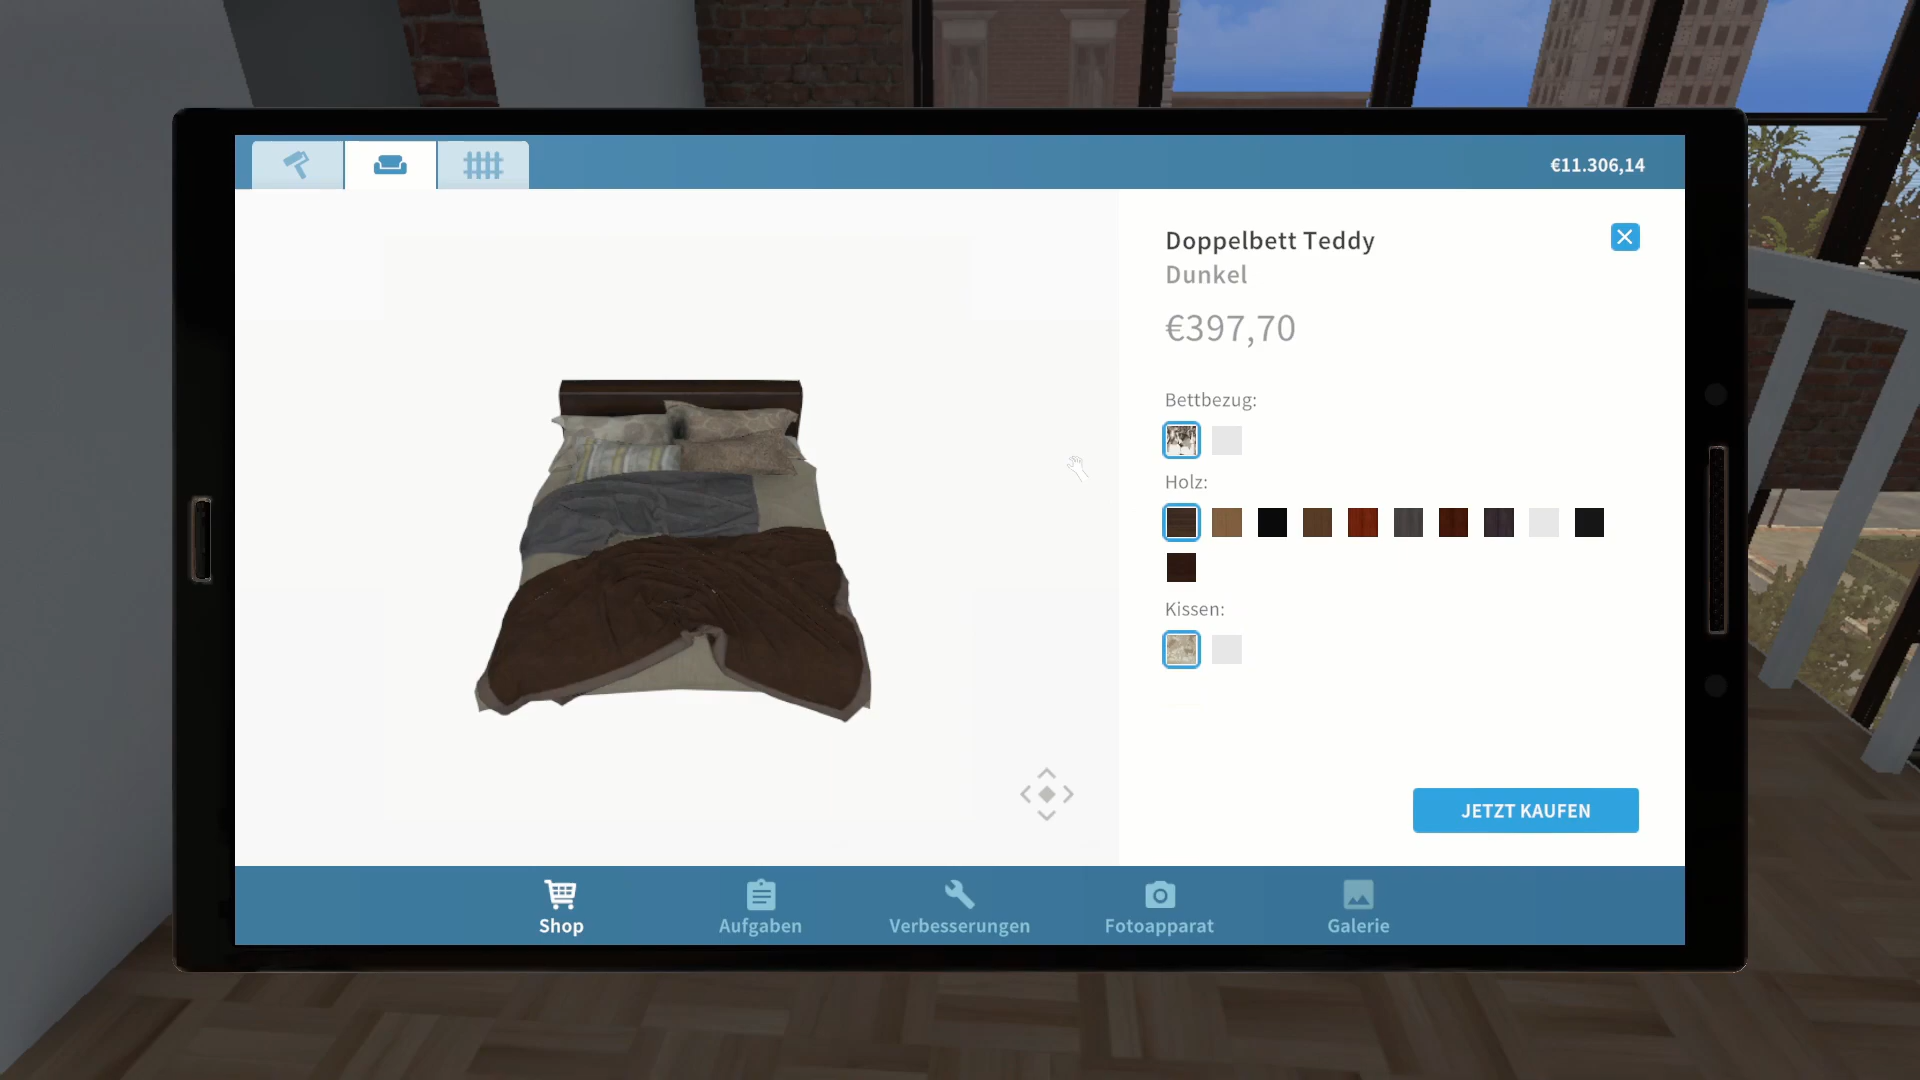 €11.306,14
Doppelbett Teddy
Dunkel
€397,70
Bettbezug:
Holz:
Kissen:
JETZT KAUFEN
Shop
Aufgaben
Verbesserungen
Fotoapparat
Galerie